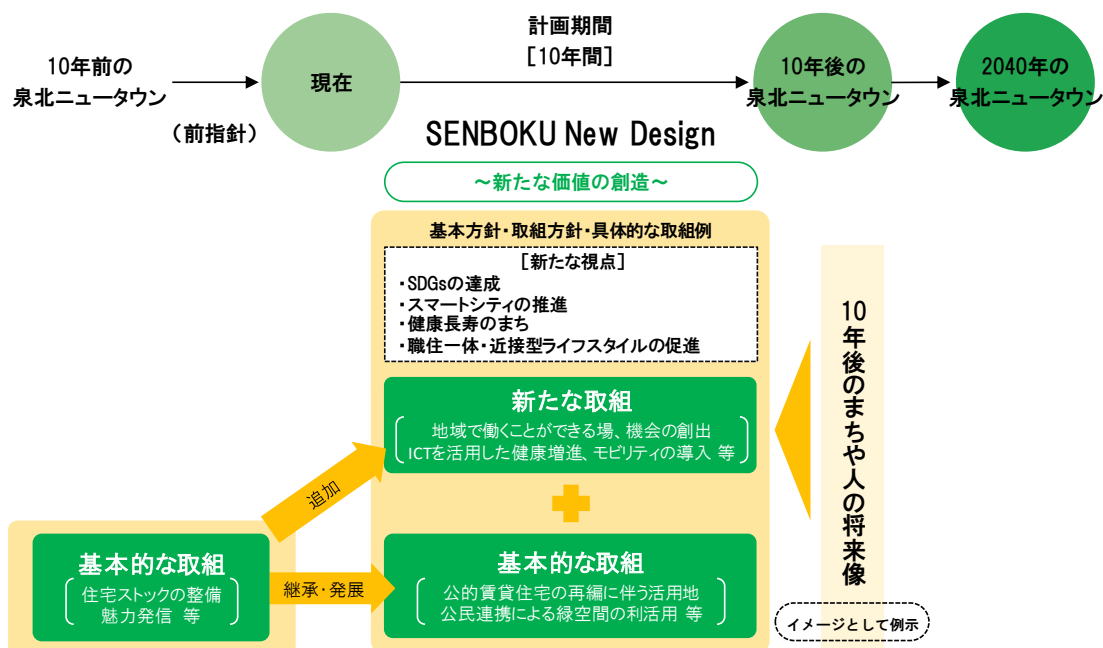 10年前の
泉北ニュータウン
(前指針)
現在
計画期間
[10年間]
10年後の
泉北ニュータウン
2040年の
泉北ニュータウン
SENBOKU New Design
~新たな価値の創造~
基本方針・取組方針・具体的な取組例
[新たな視点]
・SDGsの達成
・スマートシティの推進
・健康長寿のまち
・職住一体・近接型ライフスタイルの促進
新たな取組
地域で働くことができる場、機会の創出
ICTを活用した健康増進、モビリティの導入 等
追加
基本的な取組
住宅ストックの整備
魅力発信 等
継承・発展
基本的な取組
公的賃貸住宅の再編に伴う活用地
公民連携による緑空間の利活用 等
10年後のまちや人の将来像
イメージとして例示